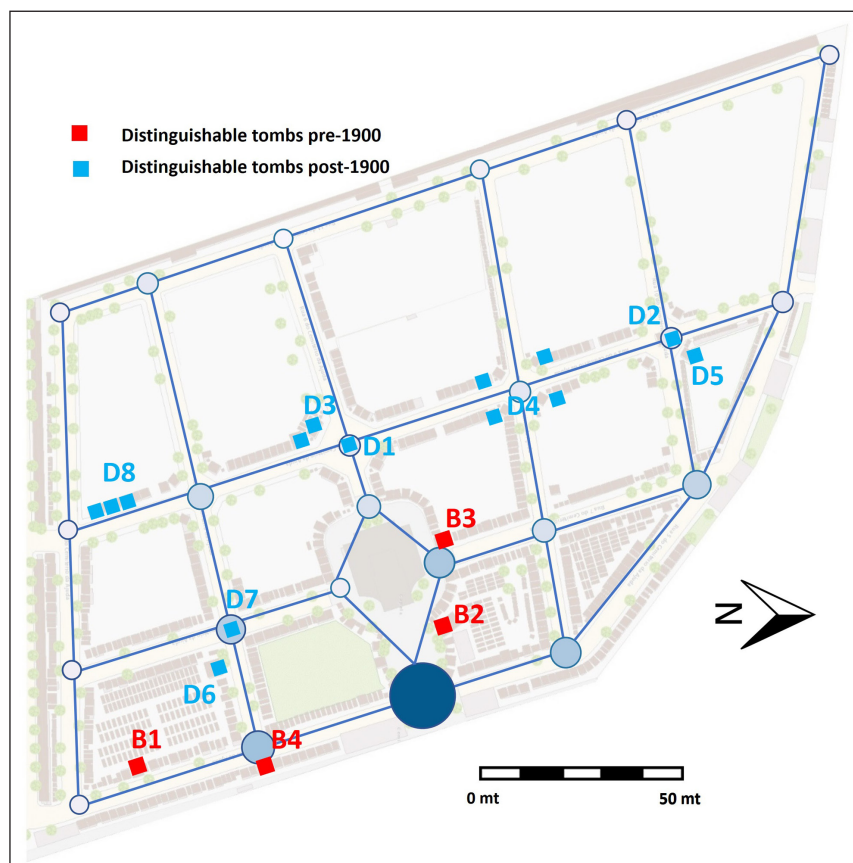 Distinguishable tombs pre-1900
Distinguishable tombs post-1900
D2
D5
D3
D4
D1
D8
B3
D7
B2
N
D6
B1
B4
0 mt
50 mt